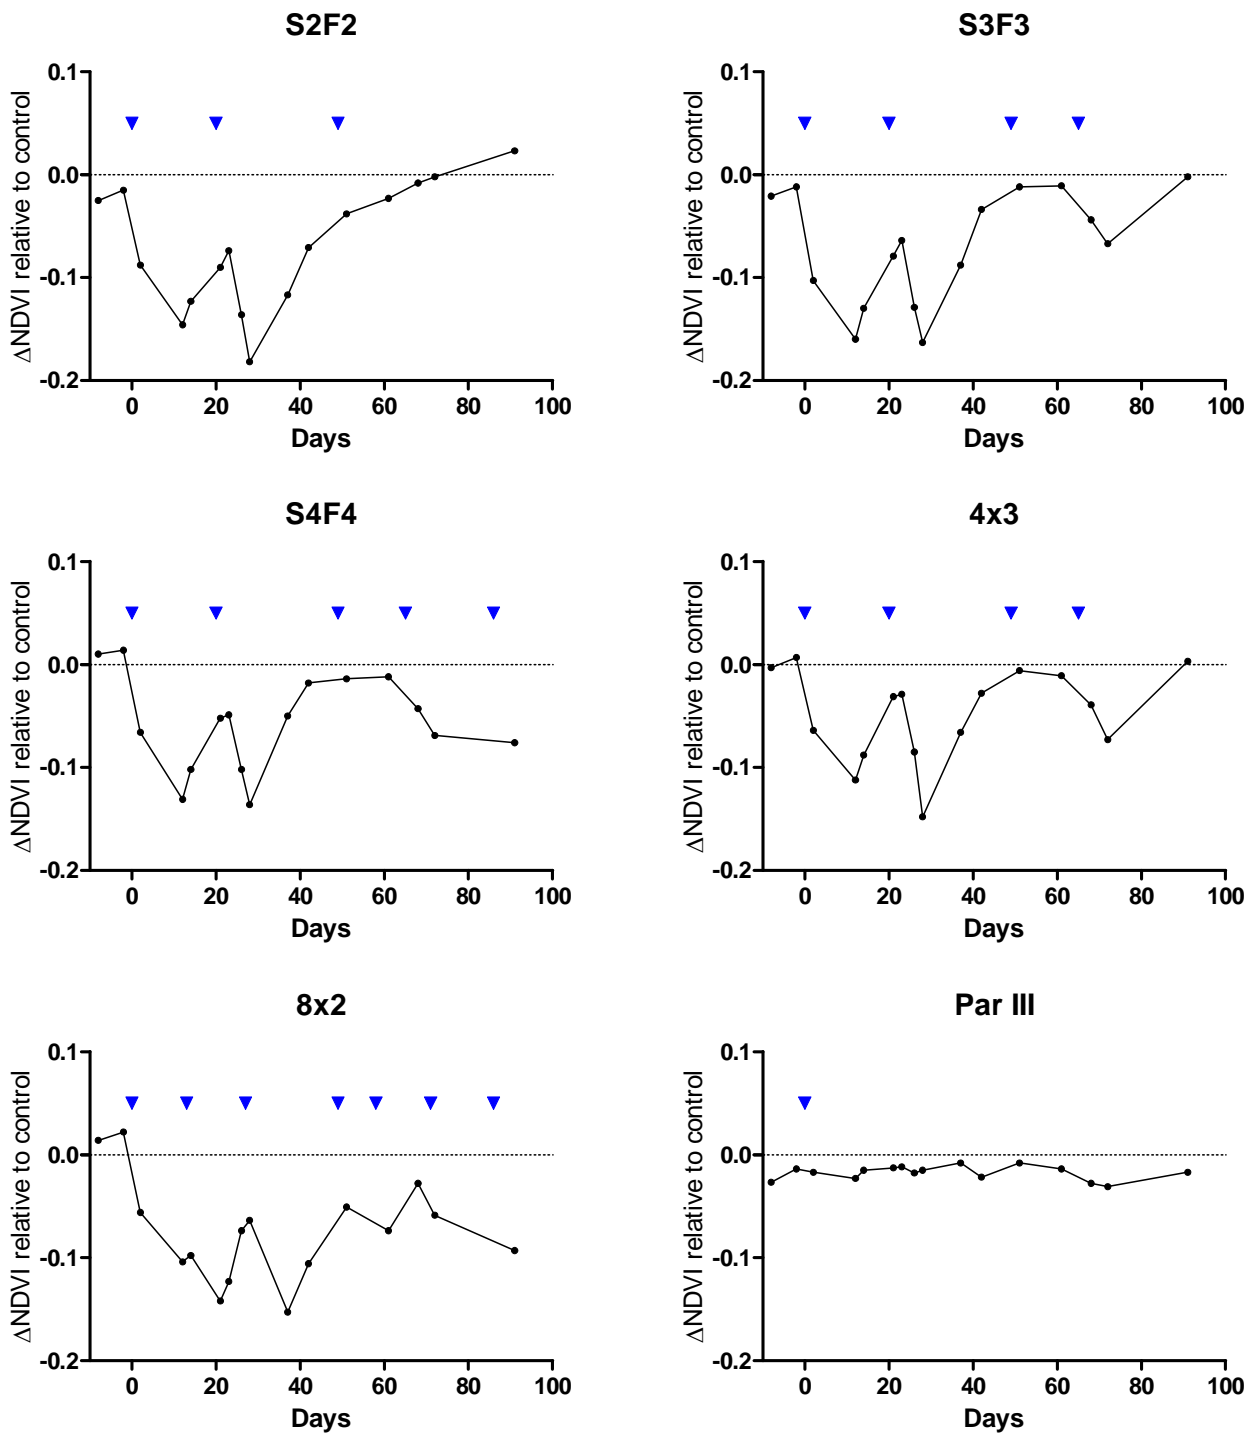 S2F2
0.1
0.0
-0.1
-0.2
ΔNDVI relative to control
0 20 40 60 80 100
Days
S3F3
0.1
0.0
-0.1
-0.2
ΔNDVI relative to control
0 20 40 60 80 100
Days
S4F4
0.1
0.0
-0.1
-0.2
ΔNDVI relative to control
0 20 40 60 80 100
Days
4x3
0.1
0.0
-0.1
-0.2
ΔNDVI relative to control
0 20 40 60 80 100
Days
8x2
0.1
0.0
-0.1
-0.2
ΔNDVI relative to control
0 20 40 60 80 100
Days
Par III
0.1
0.0
-0.1
-0.2
ΔNDVI relative to control
0 20 40 60 80 100
Days